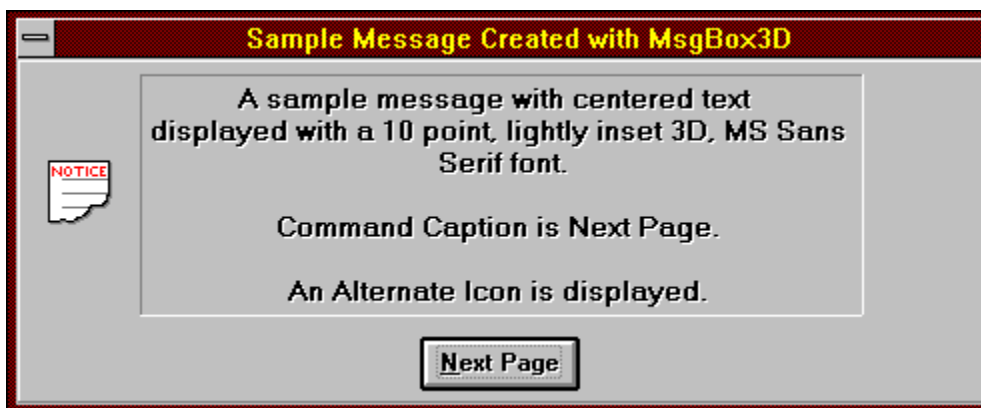 Sample Message Created with MsgBox3D
A sample message with centered text
displayed with a 10 point, lightly inset 3D, MS Sans
Serif font.
NOTICE
Command Caption is Next Page.
An Alternate Icon is displayed.
Next Page